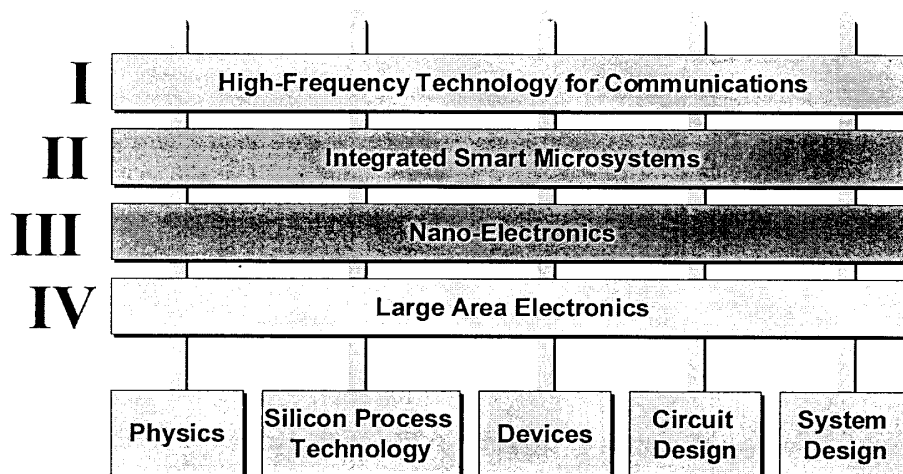 I
High-Frequency Technology for Communications
II
Integrated Smart Microsystems
III
Nano-Electronics
IV
Large Area Electronics
Physics
Silicon Process
Technology
Devices
Circuit
Design
System
Design